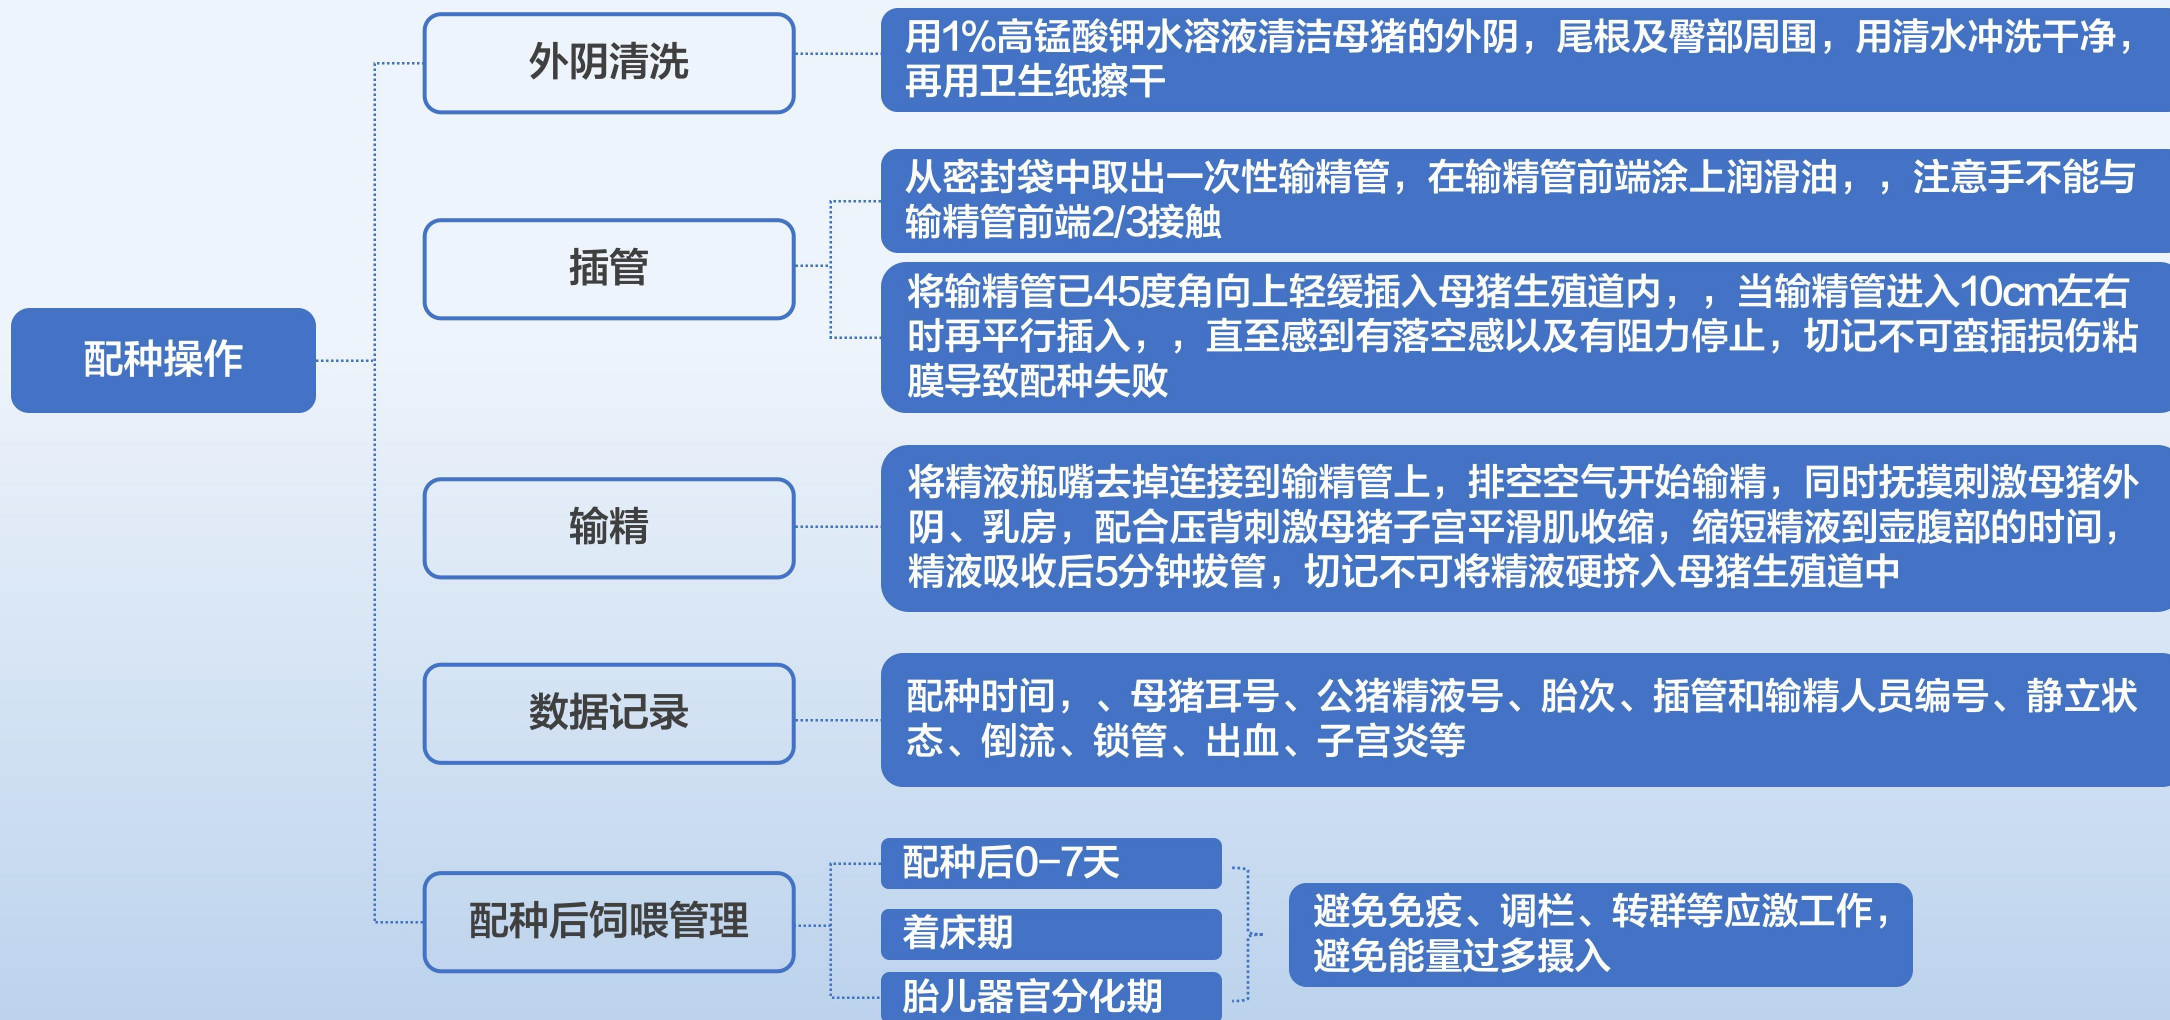 配种操作
外阴清洗
用1%高锰酸钾水溶液清洁母猪的外阴，尾根及臀部周围，用清水冲洗干净，
再用卫生纸擦干
插管
从密封袋中取出一次性输精管，在输精管前端涂上润滑油，，注意手不能与
输精管前端2/3接触
将输精管已45度角向上轻缓插入母猪生殖道内，，当输精管进入10cm左右
时再平行插入，，直至感到有落空感以及有阻力停止，切记不可蛮插损伤粘
膜导致配种失败
输精
将精液瓶嘴去掉连接到输精管上，排空空气开始输精，同时抚摸刺激母猪外
阴、乳房，配合压背刺激母猪子宫平滑肌收缩，缩短精液到壶腹部的时间，
精液吸收后5分钟拔管，切记不可将精液硬挤入母猪生殖道中
数据记录
配种时间，、母猪耳号、公猪精液号、胎次、插管和输精人员编号、静立状
态、倒流、锁管、出血、子宫炎等
配种后饲喂管理
配种后0-7天
着床期
胎儿器官分化期
避免免疫、调栏、转群等应激工作，
避免能量过多摄入